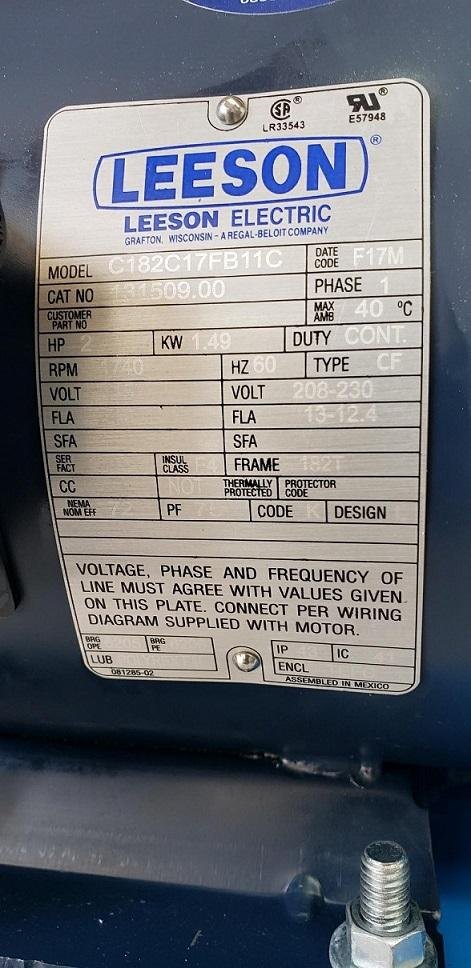 LR33543
E57948
LEESON®
LEESON ELECTRIC
GRAFTON, WISCONSIN - A REGAL-BELOIT COMPANY
MODEL C182C17FB11C DATE CODE F17M
CAT NO 131509.00 PHASE 1
CUSTOMER PART NO MAX AMB 40 °C
HP 2 KW 1.49 DUTY CONT.
RPM 1740 HZ 60 TYPE CF
VOLT VOLT 208-230
FLA FLA 13-12.4
SFA SFA
SER FACT INSUL CLASS F4 FRAME 182T
CC NOT THERMALLY PROTECTED PROTECTOR CODE
NEMA NOM EFF PF CODE K DESIGN L
VOLTAGE, PHASE AND FREQUENCY OF
LINE MUST AGREE WITH VALUES GIVEN
ON THIS PLATE. CONNECT PER WIRING
DIAGRAM SUPPLIED WITH MOTOR.
BRG OPE BRG PE IP 43 IC
LUB ENCL
081285-02 ASSEMBLED IN MEXICO